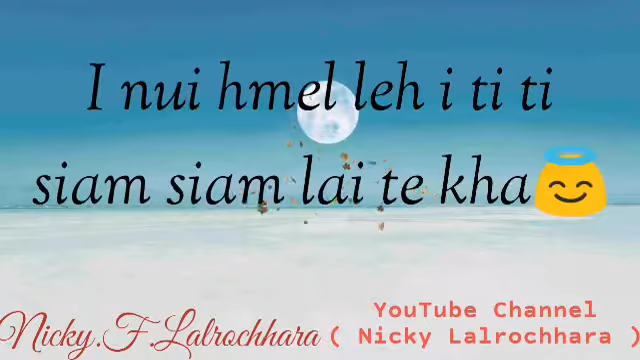 I nui hmel leh i ti ti
siam siam lai te kha😇
Nicky.F.Lalrochhara
YouTube Channel
( Nicky Lalrochhara )